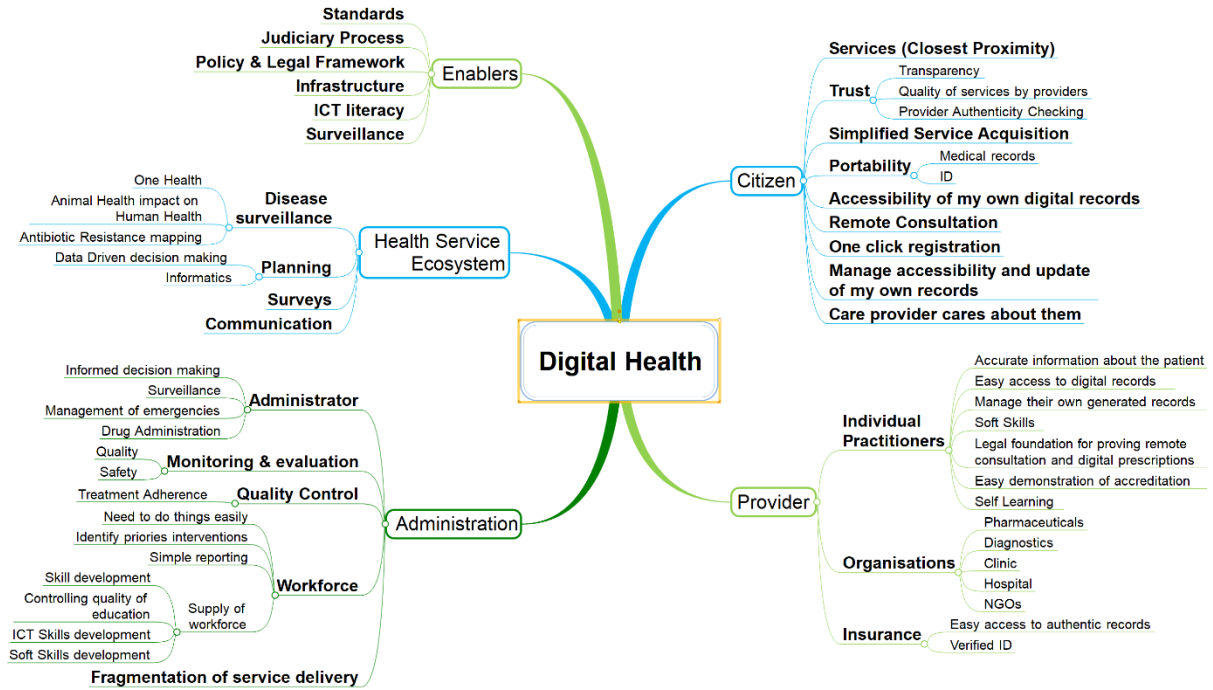 Digital Health
Enablers
Standards
Judiciary Process
Policy & Legal Framework
Infrastructure
ICT literacy
Surveillance
Health Service
Ecosystem
Disease
surveillance
One Health
Animal Health impact on
Human Health
Antibiotic Resistance mapping
Planning
Data Driven decision making
Informatics
Surveys
Communication
Administration
Administrator
Informed decision making
Surveillance
Management of emergencies
Drug Administration
Monitoring & evaluation
Quality
Safety
Quality Control
Treatment Adherence
Workforce
Need to do things easily
Identify priories interventions
Simple reporting
Supply of
workforce
Skill development
Controlling quality of
education
ICT Skills development
Soft Skills development
Fragmentation of service delivery
Citizen
Services (Closest Proximity)
Trust
Transparency
Quality of services by providers
Provider Authenticity Checking
Simplified Service Acquisition
Portability
Medical records
ID
Accessibility of my own digital records
Remote Consultation
One click registration
Manage accessibility and update
of my own records
Care provider cares about them
Provider
Individual
Practitioners
Accurate information about the patient
Easy access to digital records
Manage their own generated records
Soft Skills
Legal foundation for proving remote
consultation and digital prescriptions
Easy demonstration of accreditation
Self Learning
Organisations
Pharmaceuticals
Diagnostics
Clinic
Hospital
NGOs
Insurance
Easy access to authentic records
Verified ID